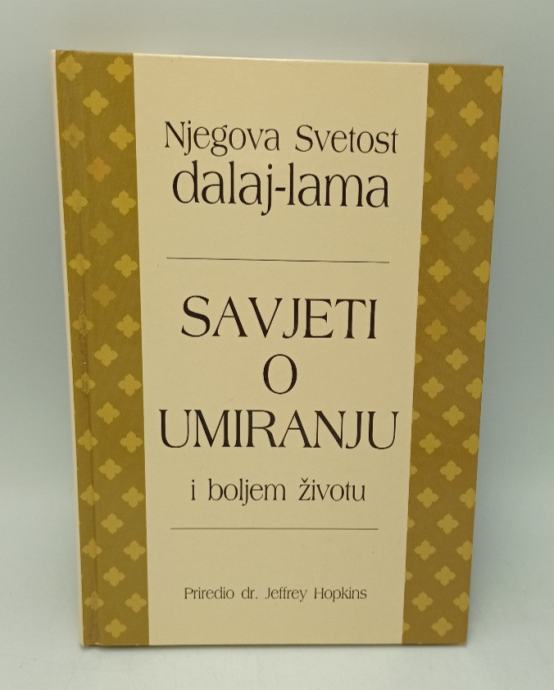 Njegova Svetost
dalaj-lama
SAVJETI
O
UMIRANJU
i boljem životu
Priredio dr. Jeffrey Hopkins